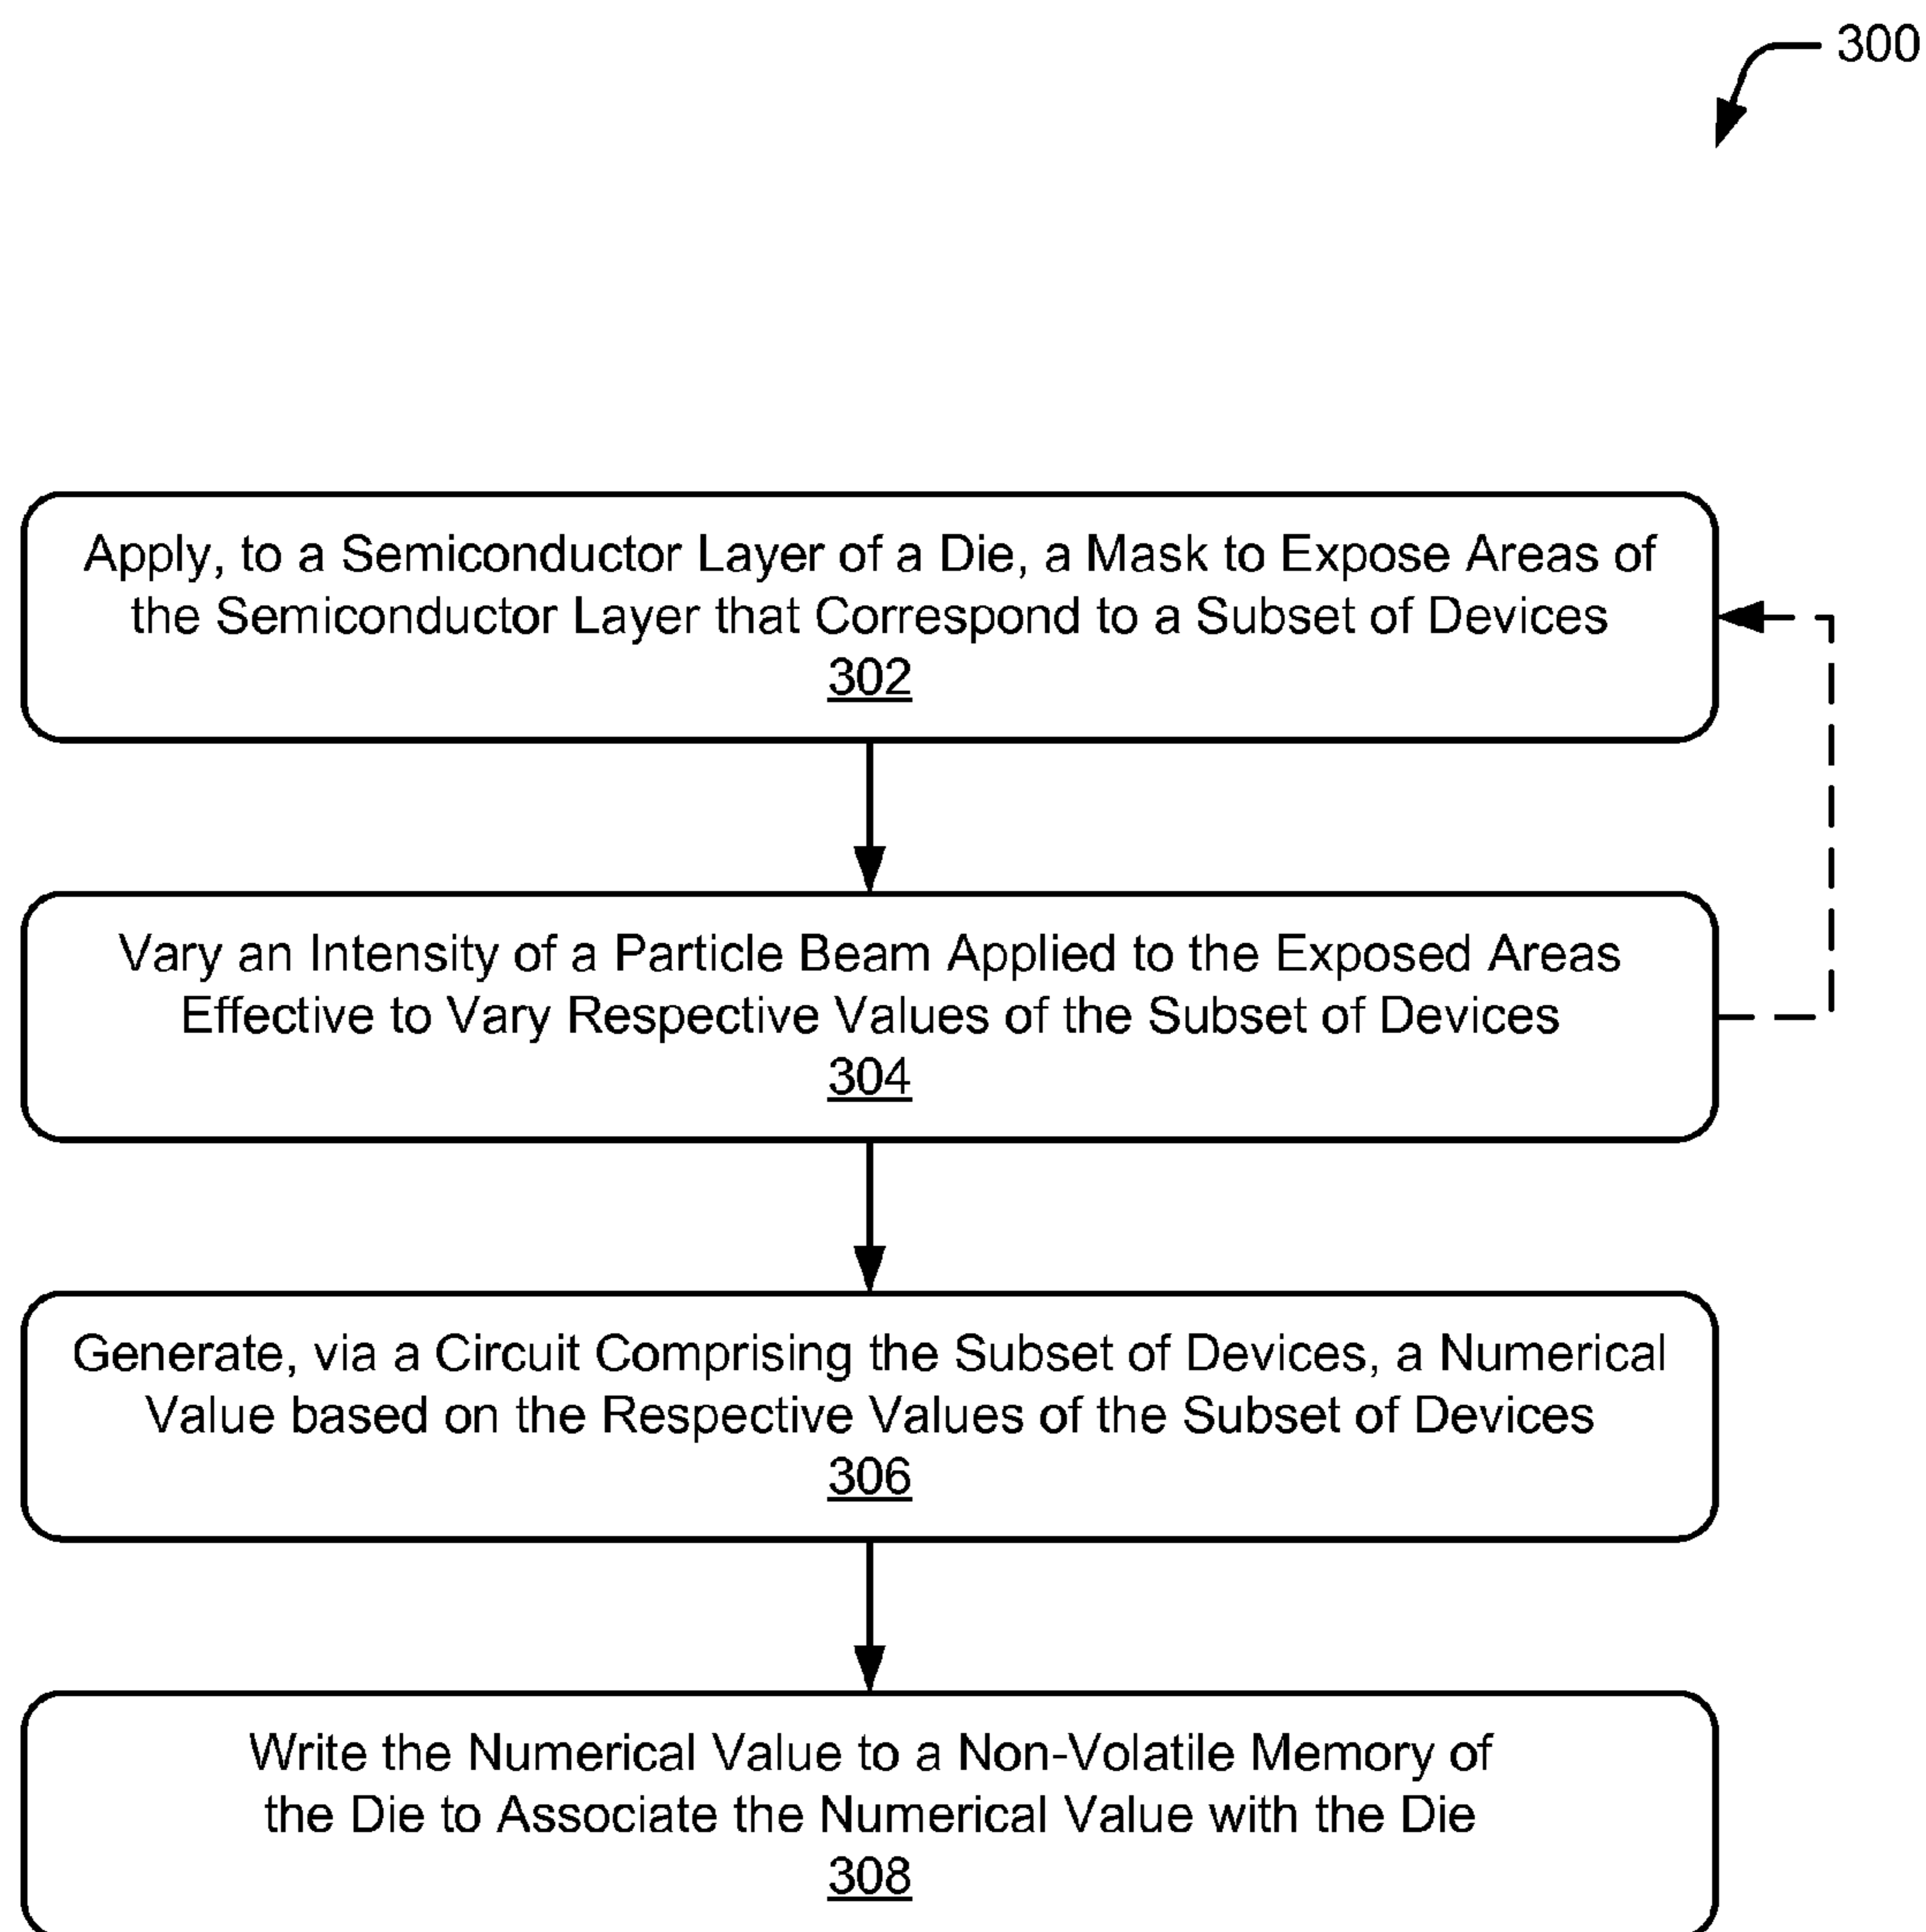 300
Apply, to a Semiconductor Layer of a Die, a Mask to Expose Areas of
the Semiconductor Layer that Correspond to a Subset of Devices
302
Vary an Intensity of a Particle Beam Applied to the Exposed Areas
Effective to Vary Respective Values of the Subset of Devices
304
Generate, via a Circuit Comprising the Subset of Devices, a Numerical
Value based on the Respective Values of the Subset of Devices
306
Write the Numerical Value to a Non-Volatile Memory of
the Die to Associate the Numerical Value with the Die
308